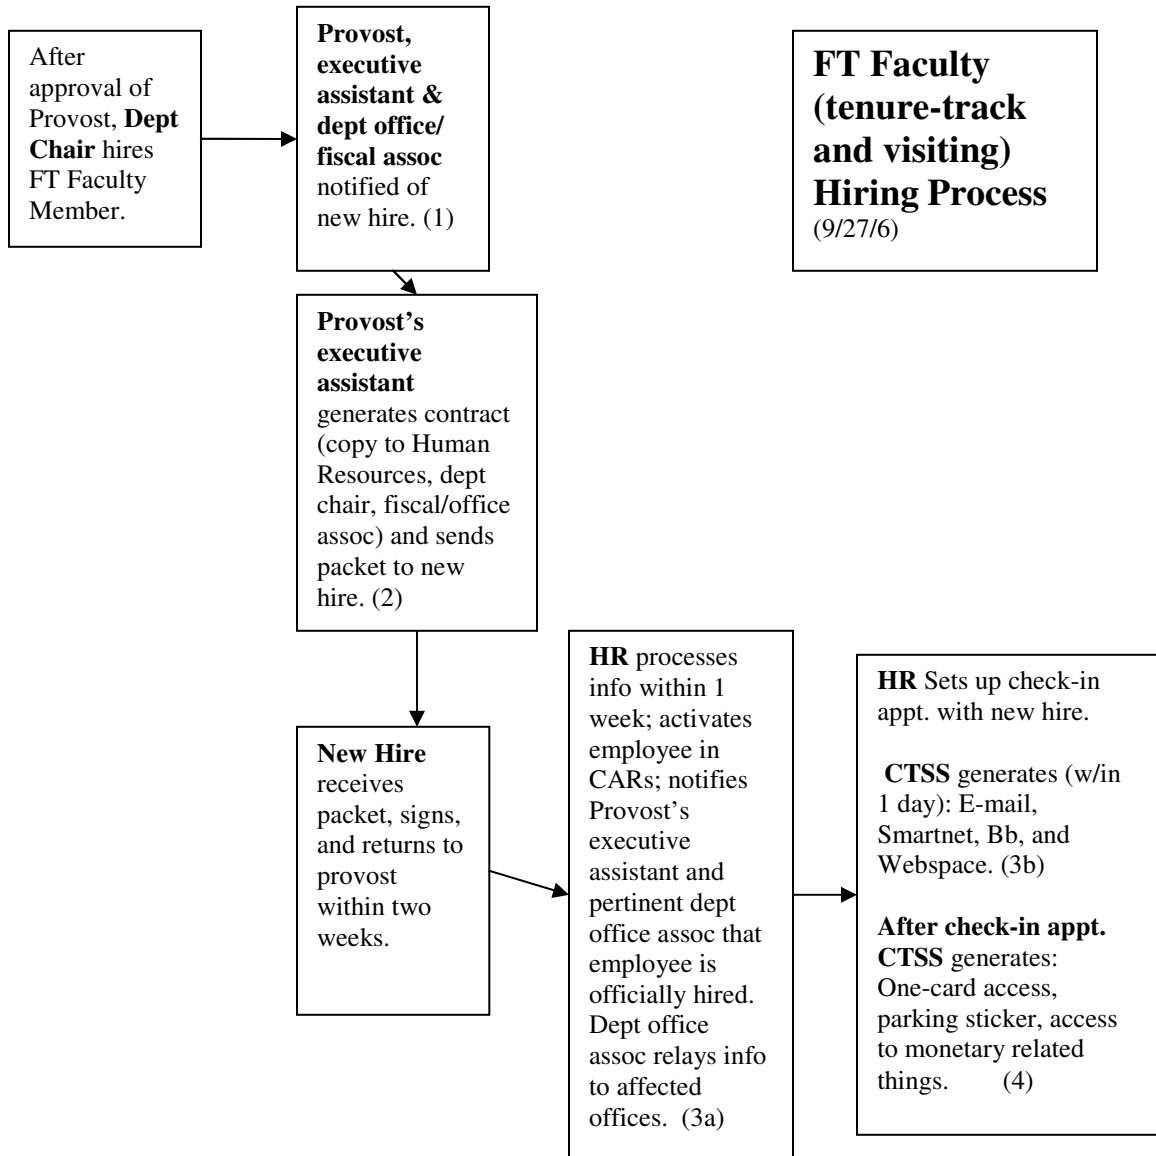 After
approval of
Provost, Dept
Chair hires
FT Faculty
Member.
Provost,
executive
assistant &
dept office/
fiscal assoc
notified of
new hire. (1)
FT Faculty
(tenure-track
and visiting)
Hiring Process
(9/27/6)
Provost’s
executive
assistant
generates contract
(copy to Human
Resources, dept
chair, fiscal/office
assoc) and sends
packet to new
hire. (2)
New Hire
receives
packet, signs,
and returns to
provost
within two
weeks.
HR processes
info within 1
week; activates
employee in
CARs; notifies
Provost’s
executive
assistant and
pertinent dept
office assoc that
employee is
officially hired.
Dept office
assoc relays info
to affected
offices. (3a)
HR Sets up check-in
appt. with new hire.
CTSS generates (w/in
1 day): E-mail,
Smartnet, Bb, and
Webspace. (3b)
After check-in appt.
CTSS generates:
One-card access,
parking sticker, access
to monetary related
things. (4)